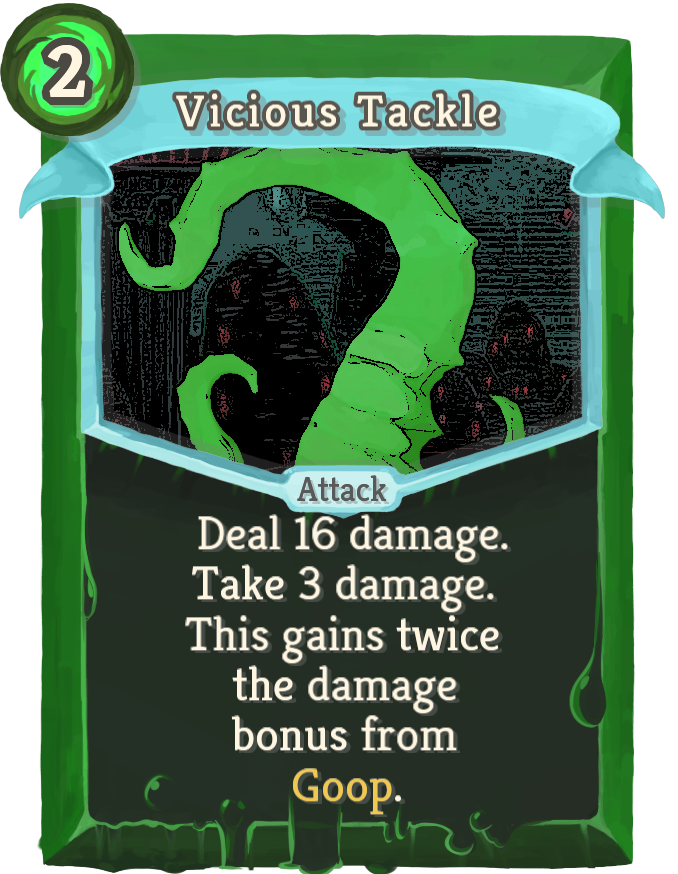 2
Vicious Tackle
Attack
Deal 16 damage.
Take 3 damage.
This gains twice
the damage
bonus from
Goop.